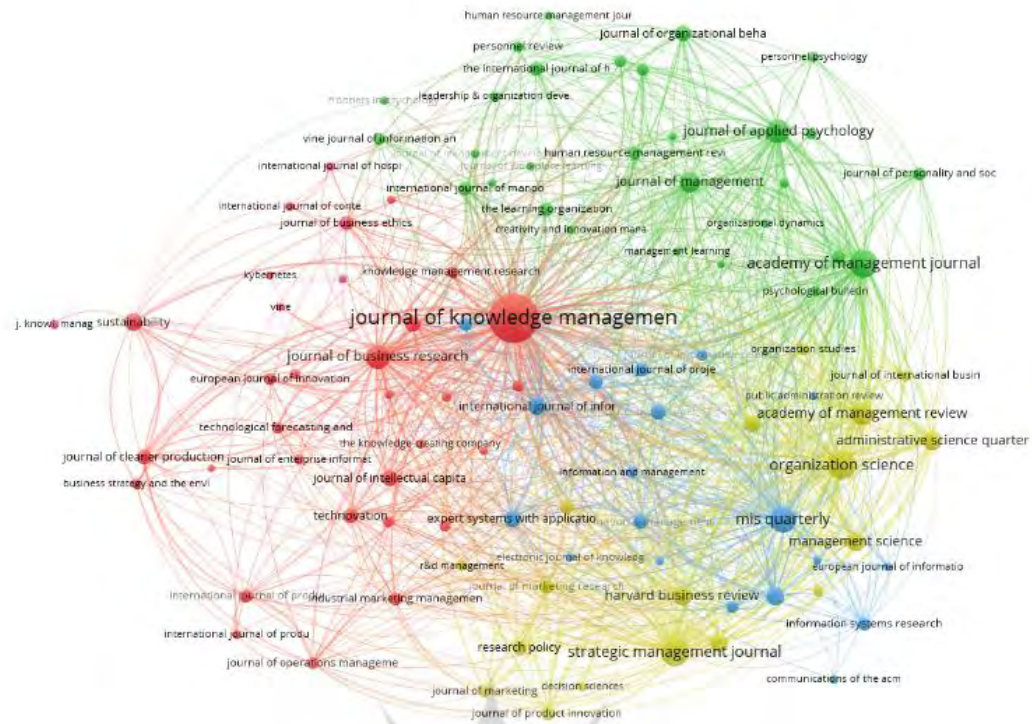 human resource management jour
journal of organizational beha
personnel review
personnel psychology
the international journal of h
leadership & organization deve
frontiers in psychology
journal of applied psychology
vine journal of information an
human resource management revi
international journal of hospi
journal of workplace learning
journal of management
journal of personality and soc
international journal of manpo
international journal of conte
the learning organization
journal of business ethics
organizational dynamics
creativity and innovation mana
management learning
academy of management journal
kybernetes
knowledge management research
psychological bulletin
vine
j. knowl. manag
sustainability
journal of knowledge managemen
organization studies
journal of business research
international journal of proje
european journal of innovation
journal of international busin
public administration review
international journal of infor
academy of management review
technological forecasting and
administrative science quarter
the knowledge creating company
journal of cleaner production
journal of enterprise informat
organization science
information and management
journal of intellectual capita
business strategy and the envi
technovation
expert systems with applicatio
mis quarterly
management science
electronic journal of knowledg
r&d management
european journal of informatio
journal of marketing research
international journal of produ
industrial marketing managemen
harvard business review
information systems research
international journal of produ
research policy
strategic management journal
journal of operations manageme
communications of the acm
journal of marketing
decision sciences
journal of product innovation